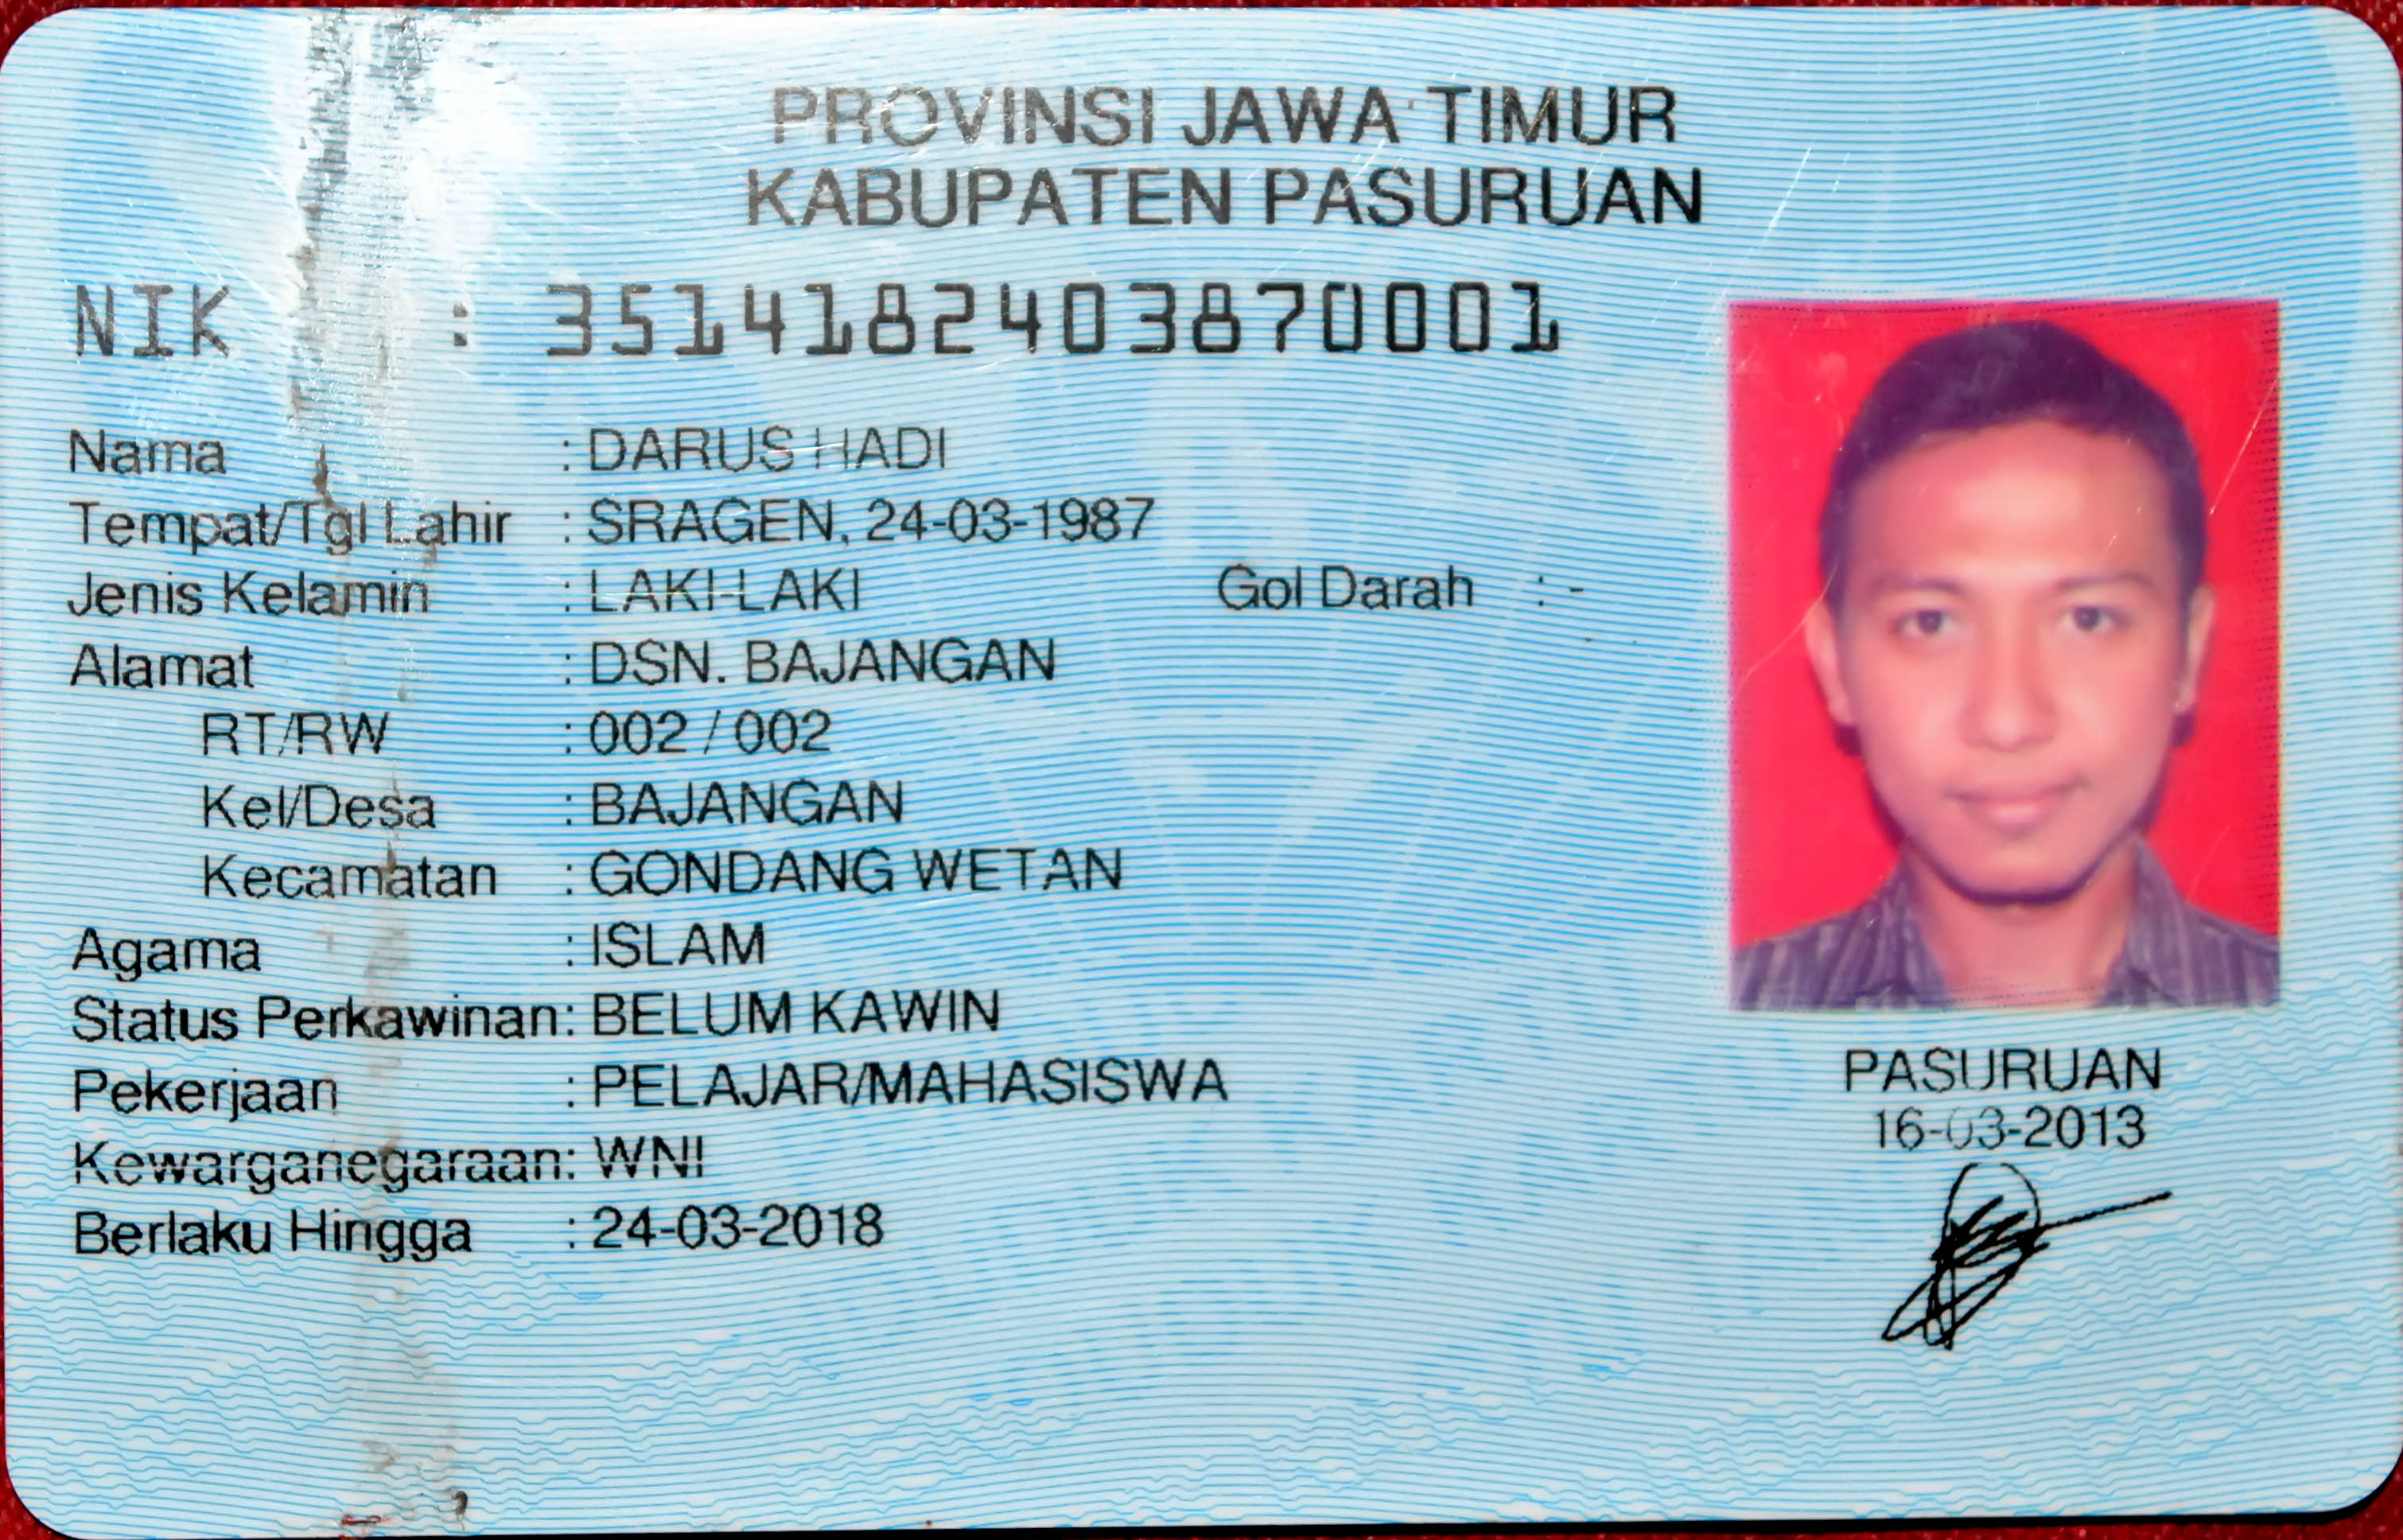 PROVINSI JAWA TIMUR
KABUPATEN PASURUAN
NIK : 3514182403870001
Nama : DARUS HADI
Tempat/Tgl Lahir : SRAGEN, 24-03-1987
Jenis Kelamin : LAKI-LAKI Gol Darah : -
Alamat : DSN. BAJANGAN
RT/RW : 002 / 002
Kel/Desa : BAJANGAN
Kecamatan : GONDANG WETAN
Agama : ISLAM
Status Perkawinan: BELUM KAWIN
Pekerjaan : PELAJAR/MAHASISWA
Kewarganegaraan: WNI
Berlaku Hingga : 24-03-2018
PASURUAN
16-03-2013